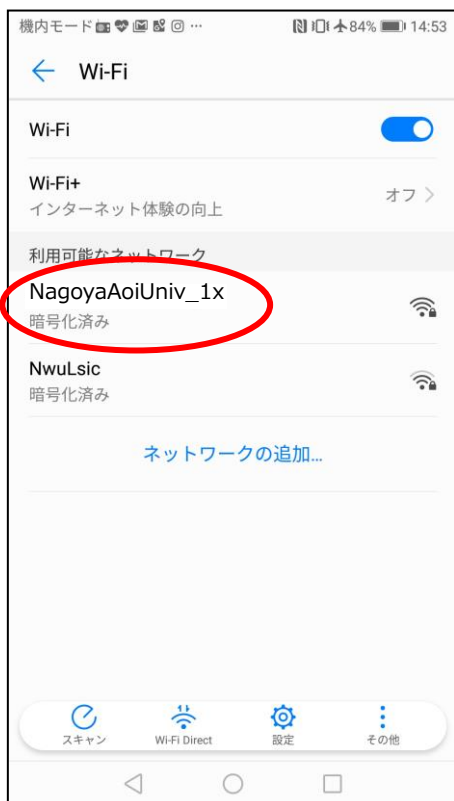 機内モード ... 84% 14:53
Wi-Fi
Wi-Fi
Wi-Fi+
インターネット体験の向上
オフ
利用可能なネットワーク
NagoyaAoiUniv_1x
暗号化済み
NwuLsic
暗号化済み
ネットワークの追加...
スキャン Wi-Fi Direct 設定 その他